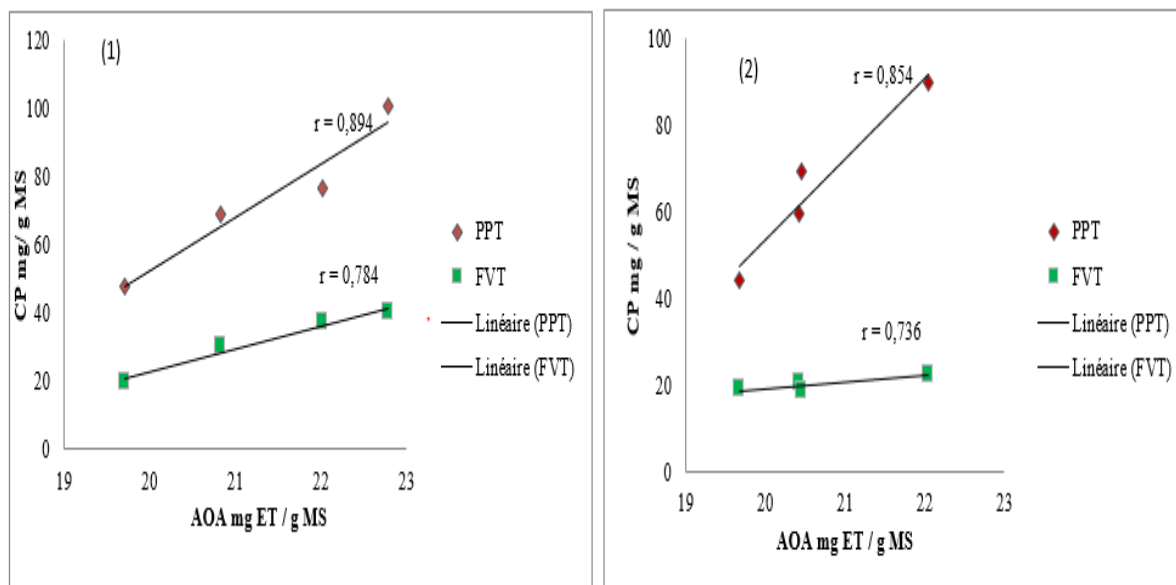 (1)
120
100
80
60
40
20
0
CP mg/ g MS
r = 0,894
r = 0,784
19 20 21 22 23
AOA mg ET / g MS
PPT
FVT
Linéaire (PPT)
Linéaire (FVT)
(2)
100
80
60
40
20
0
CP mg / g MS
r = 0,854
r = 0,736
19 20 21 22 23
AOA mg ET / g MS
PPT
FVT
Linéaire (PPT)
Linéaire (FVT)